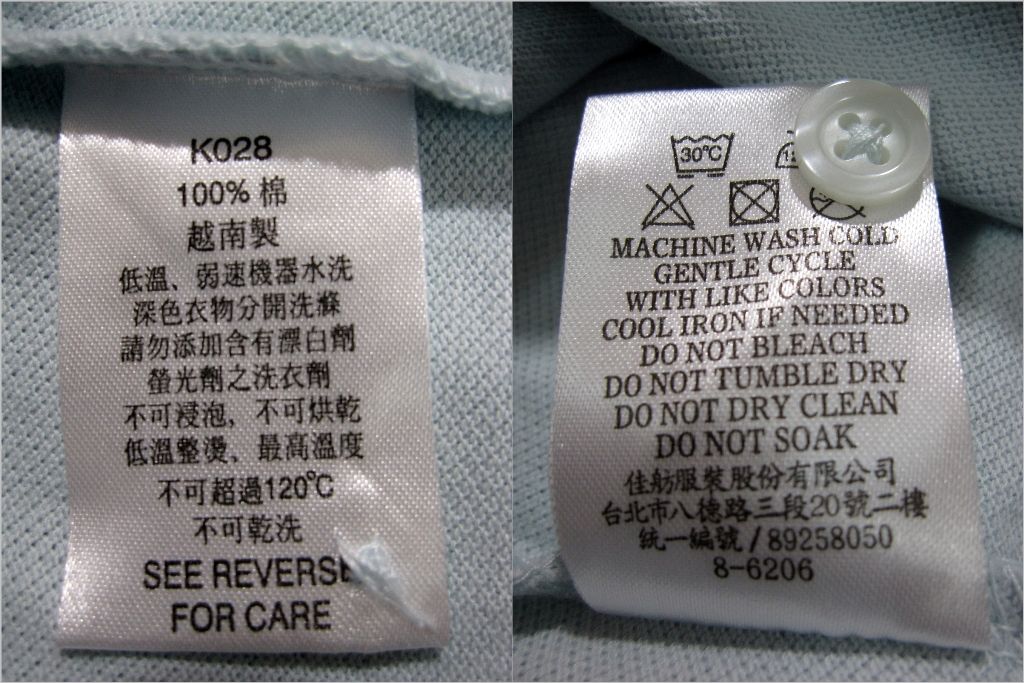 K028
100% 棉
越南製
低溫、弱速機器水洗
深色衣物分開洗滌
請勿添加含有漂白劑
螢光劑之洗衣劑
不可浸泡，不可烘乾
低溫整燙、最高溫度
不可超過120°C
不可乾洗
SEE REVERSE
FOR CARE
30°C
MACHINE WASH COLD
GENTLE CYCLE
WITH LIKE COLORS
COOL IRON IF NEEDED
DO NOT BLEACH
DO NOT TUMBLE DRY
DO NOT DRY CLEAN
DO NOT SOAK
佳舫服裝股份有限公司
台北市八德路三段20號二樓
統一編號/89258050
8-6206